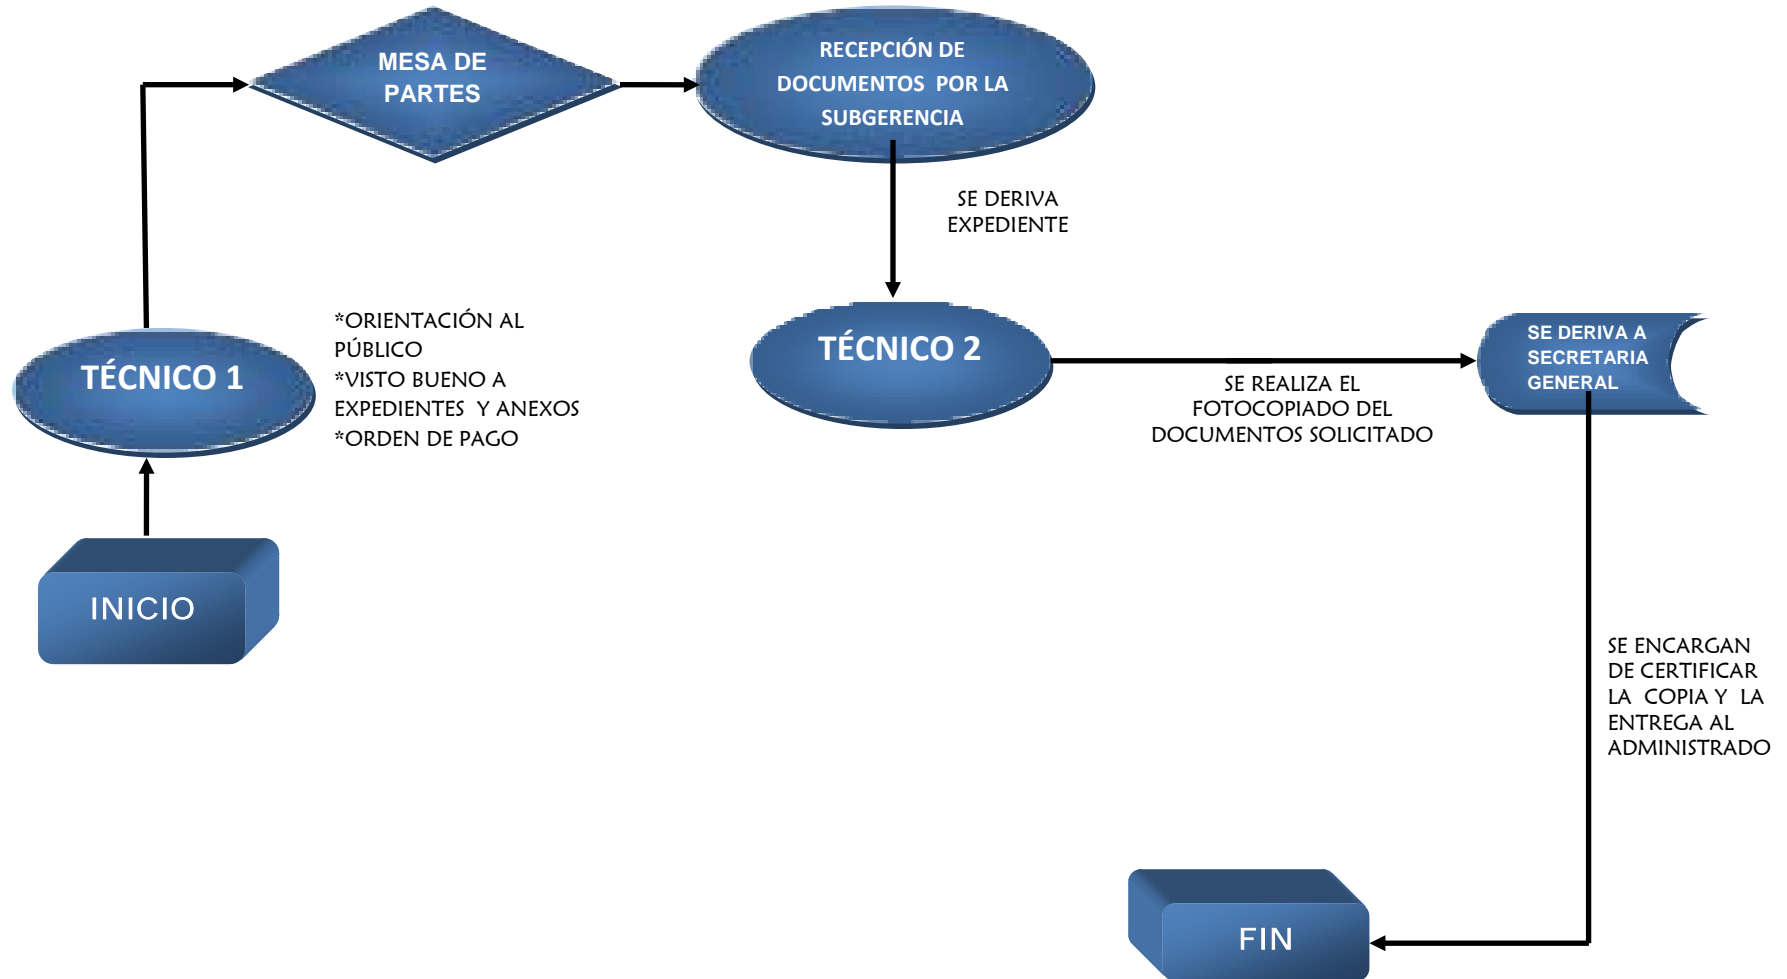 MESA DE
PARTES
RECEPCIÓN DE
DOCUMENTOS POR LA
SUBGERENCIA
SE DERIVA
EXPEDIENTE
TÉCNICO 1
*ORIENTACIÓN AL
PÚBLICO
*VISTO BUENO A
EXPEDIENTES Y ANEXOS
*ORDEN DE PAGO
TÉCNICO 2
SE REALIZA EL
FOTOCOPIADO DEL
DOCUMENTOS SOLICITADO
SE DERIVA A
SECRETARIA
GENERAL
INICIO
SE ENCARGAN
DE CERTIFICAR
LA COPIA Y LA
ENTREGA AL
ADMINISTRADO
FIN